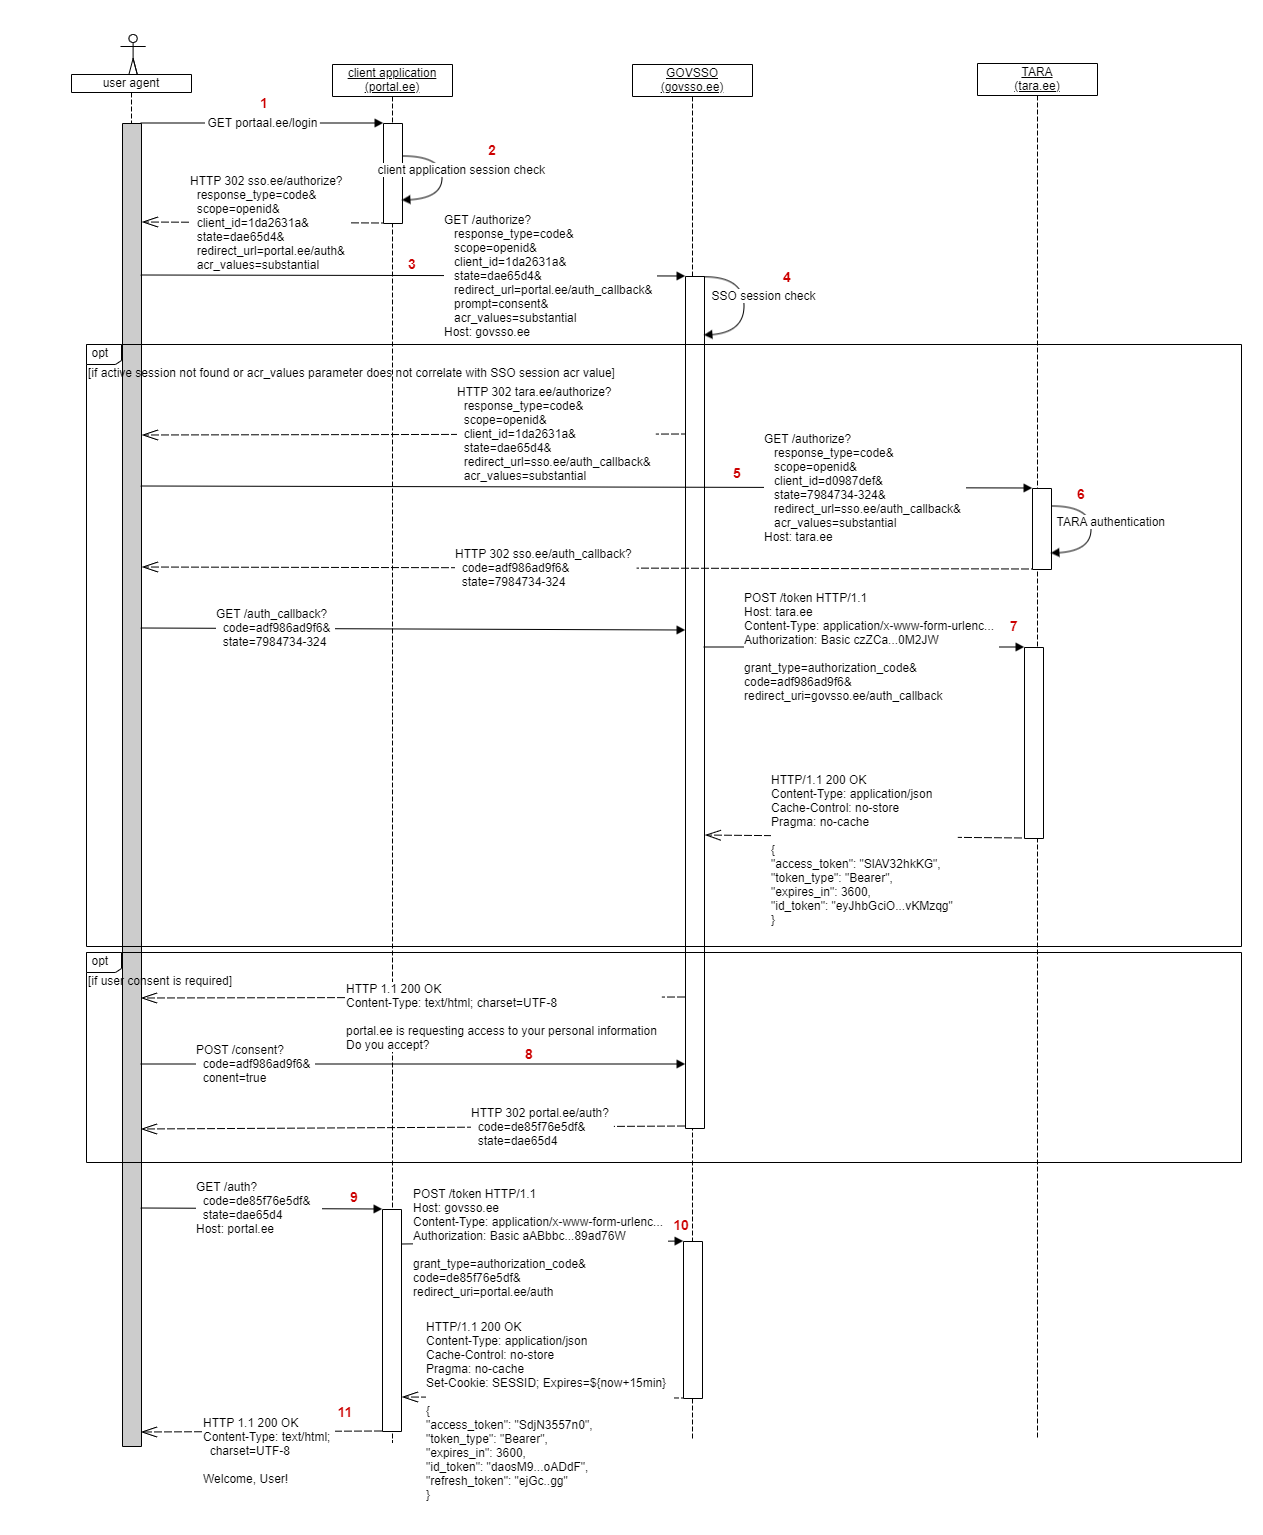 user agent
client application
(portal.ee)
GOVSSO
(govsso.ee)
TARA
(tara.ee)
1
GET portaal.ee/login
2
client application session check
HTTP 302 sso.ee/authorize?
response_type=code&
scope=openid&
client_id=1da2631a&
state=dae65d4&
redirect_url=portal.ee/auth&
acr_values=substantial
3
GET /authorize?
response_type=code&
scope=openid&
client_id=1da2631a&
state=dae65d4&
redirect_url=portal.ee/auth_callback&
prompt=consent&
acr_values=substantial
Host: govsso.ee
4
SSO session check
opt
[if active session not found or acr_values parameter does not correlate with SSO session acr value]
HTTP 302 tara.ee/authorize?
response_type=code&
scope=openid&
client_id=1da2631a&
state=dae65d4&
redirect_url=sso.ee/auth_callback&
acr_values=substantial
5
GET /authorize?
response_type=code&
scope=openid&
client_id=d0987def&
state=7984734-324&
redirect_url=sso.ee/auth_callback&
acr_values=substantial
Host: tara.ee
6
TARA authentication
HTTP 302 sso.ee/auth_callback?
code=adf986ad9f6&
state=7984734-324
GET /auth_callback?
code=adf986ad9f6&
state=7984734-324
POST /token HTTP/1.1
Host: tara.ee
Content-Type: application/x-www-form-urlenc...
Authorization: Basic czZCa...0M2JW
7
grant_type=authorization_code&
code=adf986ad9f6&
redirect_uri=govsso.ee/auth_callback
HTTP/1.1 200 OK
Content-Type: application/json
Cache-Control: no-store
Pragma: no-cache
{
"access_token": "SlAV32hkKG",
"token_type": "Bearer",
"expires_in": 3600,
"id_token": "eyJhbGciO...vKMzqg"
}
opt
[if user consent is required]
HTTP 1.1 200 OK
Content-Type: text/html; charset=UTF-8
portal.ee is requesting access to your personal information
Do you accept?
8
POST /consent?
code=adf986ad9f6&
conent=true
HTTP 302 portal.ee/auth?
code=de85f76e5df&
state=dae65d4
GET /auth?
code=de85f76e5df&
state=dae65d4
Host: portal.ee
9
POST /token HTTP/1.1
Host: govsso.ee
Content-Type: application/x-www-form-urlenc...
Authorization: Basic aABbbc...89ad76W
10
grant_type=authorization_code&
code=de85f76e5df&
redirect_uri=portal.ee/auth
HTTP/1.1 200 OK
Content-Type: application/json
Cache-Control: no-store
Pragma: no-cache
Set-Cookie: SESSID; Expires=${now+15min}
{
"access_token": "SdjN3557n0",
"token_type": "Bearer",
"expires_in": 3600,
"id_token": "daosM9...oADdF",
"refresh_token": "ejGc..gg"
}
11
HTTP 1.1 200 OK
Content-Type: text/html;
charset=UTF-8
Welcome, User!